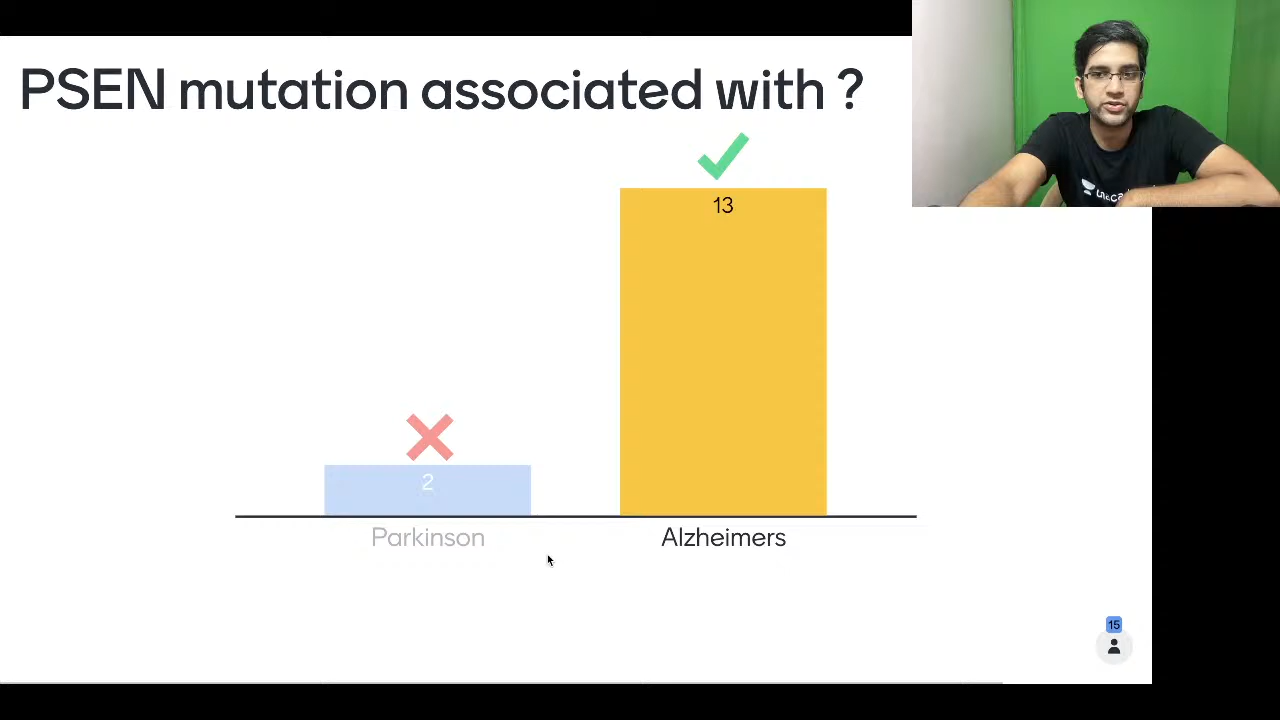 PSEN mutation associated with ?
13
2
Parkinson
Alzheimers
15